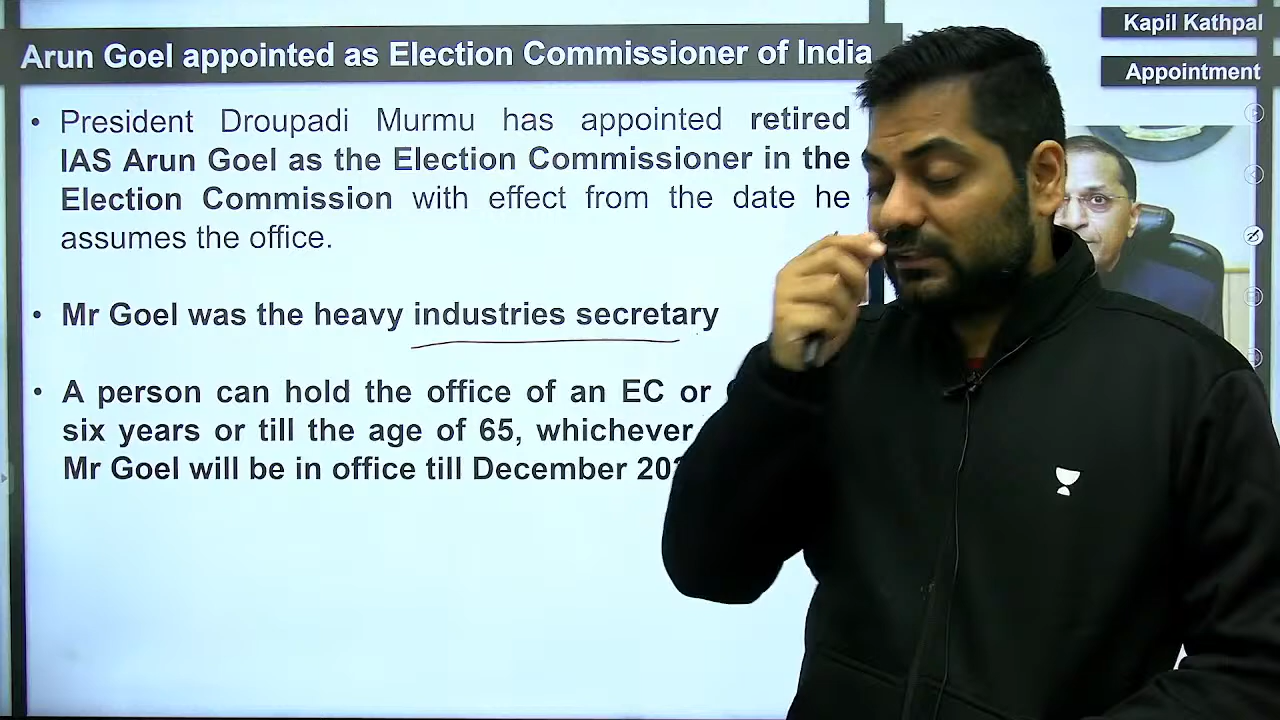 Kapil Kathpal
Arun Goel appointed as Election Commissioner of India
Appointment
• President Droupadi Murmu has appointed retired
IAS Arun Goel as the Election Commissioner in the
Election Commission with effect from the date he
assumes the office.
• Mr Goel was the heavy industries secretary
• A person can hold the office of an EC or
six years or till the age of 65, whichever
Mr Goel will be in office till December